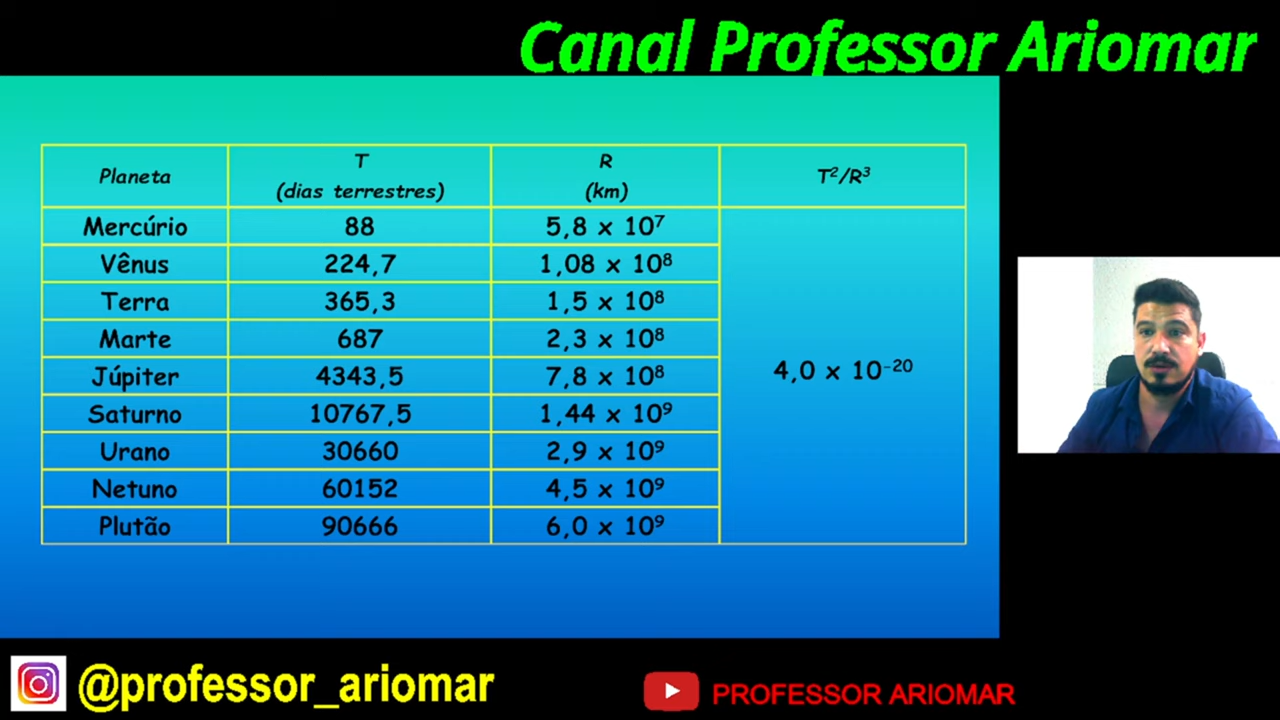 Canal Professor Ariomar
Planeta T (dias terrestres) R (km) T²/R³
Mercúrio 88 5,8 x 10⁷
Vênus 224,7 1,08 x 10⁸
Terra 365,3 1,5 x 10⁸
Marte 687 2,3 x 10⁸
Júpiter 4343,5 7,8 x 10⁸
4,0 x 10⁻²⁰
Saturno 10767,5 1,44 x 10⁹
Urano 30660 2,9 x 10⁹
Netuno 60152 4,5 x 10⁹
Plutão 90666 6,0 x 10⁹
@professor_ariomar
PROFESSOR ARIOMAR